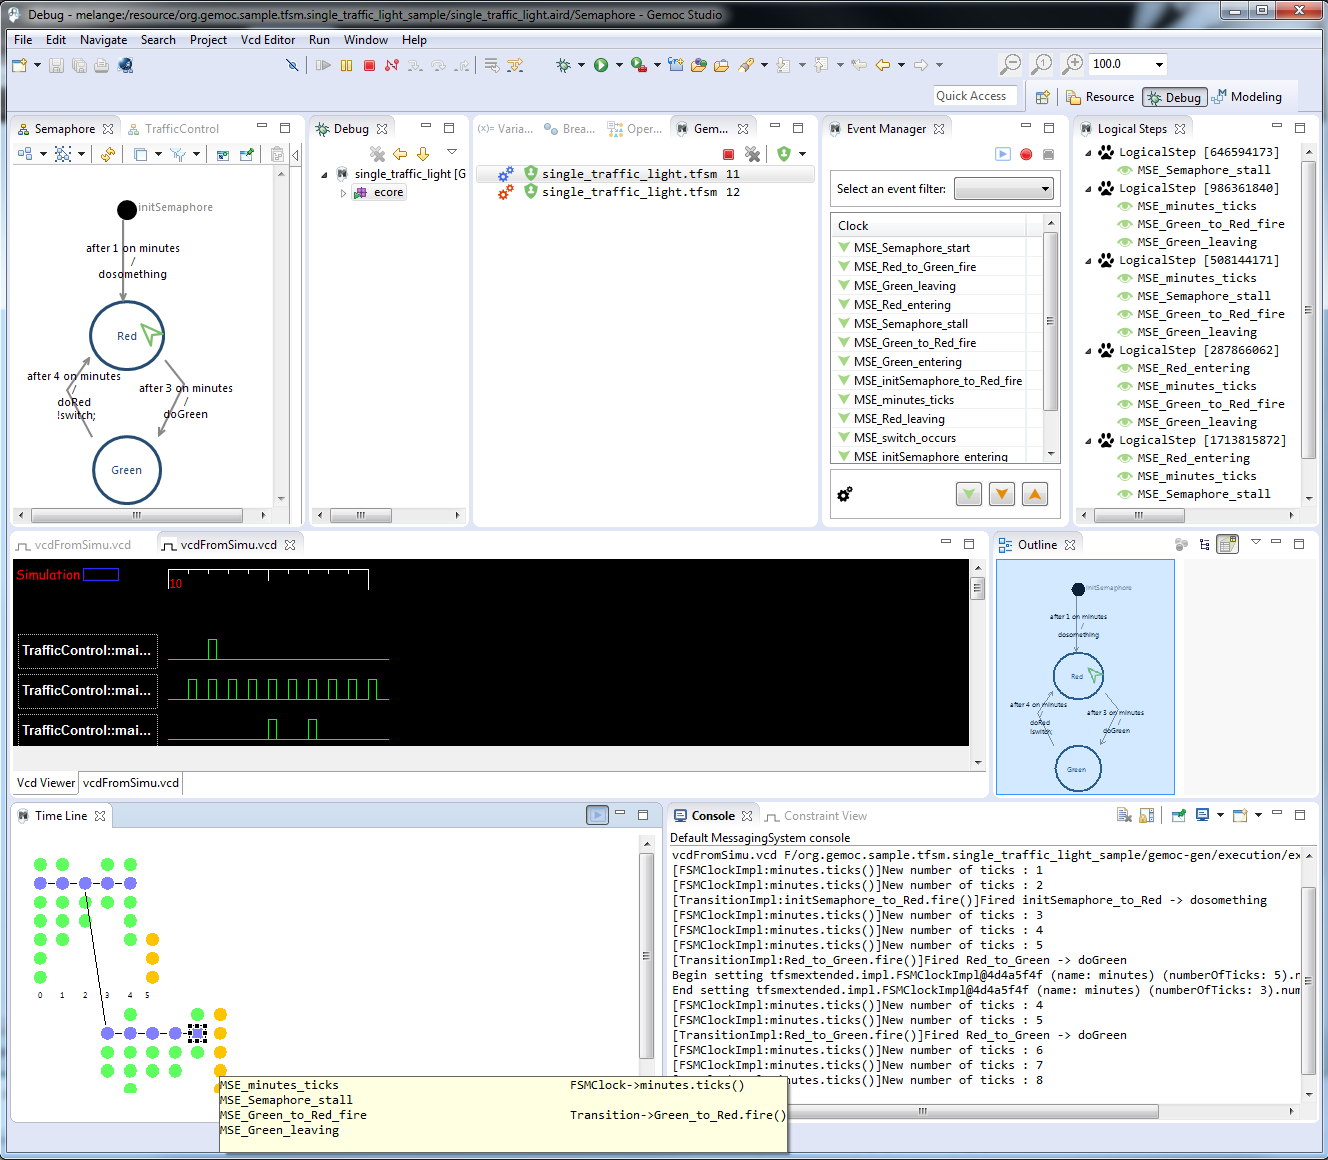 Debug - melange:/resource/org.gemoc.sample.tfsm.single_traffic_light_sample/single_traffic_light.aird/Semaphore - Gemoc Studio
File Edit Navigate Search Project Vcd Editor Run Window Help
100.0
Quick Access
Resource
Debug
Modeling
Semaphore
TrafficControl
initSemaphore
after 1 on minutes
/
dosomething
Red
after 4 on minutes
/
doRed
!switch;
after 3 on minutes
/
doGreen
Green
Debug
single_traffic_light [G
ecore
(x)= Varia...
Brea...
Oper...
Gem...
single_traffic_light.tfsm 11
single_traffic_light.tfsm 12
Event Manager
Select an event filter:
Clock
MSE_Semaphore_start
MSE_Red_to_Green_fire
MSE_Green_leaving
MSE_Red_entering
MSE_Semaphore_stall
MSE_Green_to_Red_fire
MSE_Green_entering
MSE_initSemaphore_to_Red_fire
MSE_minutes_ticks
MSE_Red_leaving
MSE_switch_occurs
MSE_initSemaphore_entering
Logical Steps
LogicalStep [646594173]
MSE_Semaphore_stall
LogicalStep [986361840]
MSE_minutes_ticks
MSE_Green_to_Red_fire
MSE_Green_leaving
LogicalStep [508144171]
MSE_minutes_ticks
MSE_Semaphore_stall
MSE_Green_to_Red_fire
MSE_Green_leaving
LogicalStep [287866062]
MSE_Red_entering
MSE_minutes_ticks
MSE_Green_to_Red_fire
MSE_Green_leaving
LogicalStep [1713815872]
MSE_Red_entering
MSE_minutes_ticks
MSE_Semaphore_stall
vcdFromSimu.vcd
vcdFromSimu.vcd
Simulation
10
TrafficControl::mai...
TrafficControl::mai...
TrafficControl::mai...
Vcd Viewer
vcdFromSimu.vcd
Outline
initSemaphore
after 1 on minutes
/
dosomething
Red
after 4 on minutes
/
doRed
!switch;
after 3 on minutes
/
doGreen
Green
Time Line
0 1 2 3 4 5
MSE_minutes_ticks FSMClock->minutes.ticks()
MSE_Semaphore_stall
MSE_Green_to_Red_fire Transition->Green_to_Red.fire()
MSE_Green_leaving
Console
Constraint View
Default MessagingSystem console
vcdFromSimu.vcd F/org.gemoc.sample.tfsm.single_traffic_light_sample/gemoc-gen/execution/ex
[FSMClockImpl:minutes.ticks()]New number of ticks : 1
[FSMClockImpl:minutes.ticks()]New number of ticks : 2
[TransitionImpl:initSemaphore_to_Red.fire()]Fired initSemaphore_to_Red -> dosomething
[FSMClockImpl:minutes.ticks()]New number of ticks : 3
[FSMClockImpl:minutes.ticks()]New number of ticks : 4
[FSMClockImpl:minutes.ticks()]New number of ticks : 5
[TransitionImpl:Red_to_Green.fire()]Fired Red_to_Green -> doGreen
Begin setting tfsmextended.impl.FSMClockImpl@4d4a5f4f (name: minutes) (numberOfTicks: 5).n
End setting tfsmextended.impl.FSMClockImpl@4d4a5f4f (name: minutes) (numberOfTicks: 3).num
[FSMClockImpl:minutes.ticks()]New number of ticks : 4
[FSMClockImpl:minutes.ticks()]New number of ticks : 5
[TransitionImpl:Red_to_Green.fire()]Fired Red_to_Green -> doGreen
[FSMClockImpl:minutes.ticks()]New number of ticks : 6
[FSMClockImpl:minutes.ticks()]New number of ticks : 7
: 8